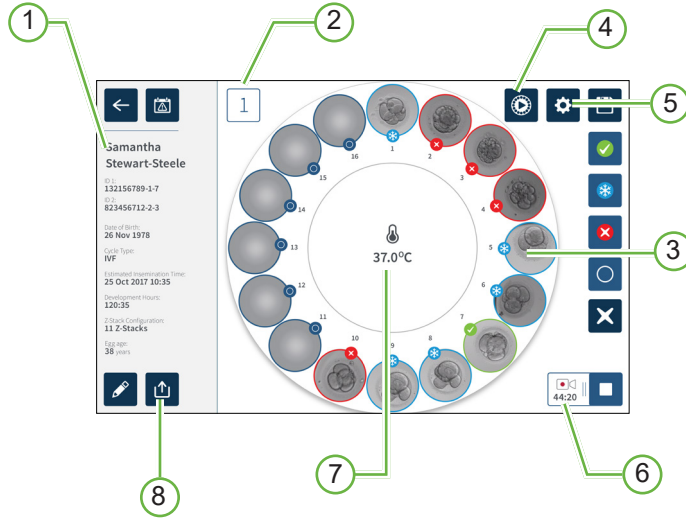 1
2
4
5
3
6
7
8
1
Samantha
Stewart-Steele
ID 1:
132156789-1-7
ID 2:
823456712-2-3
Date of Birth:
26 Nov 1978
Cycle Type:
IVF
Estimated Insemination Time:
25 Oct 2017 10:35
Development Hours:
120:35
Z-Stack Configuration:
11 Z-Stacks
Egg age:
38 years
1
2
3
4
5
6
7
8
9
10
11
12
13
14
15
16
37.0°C
44:20